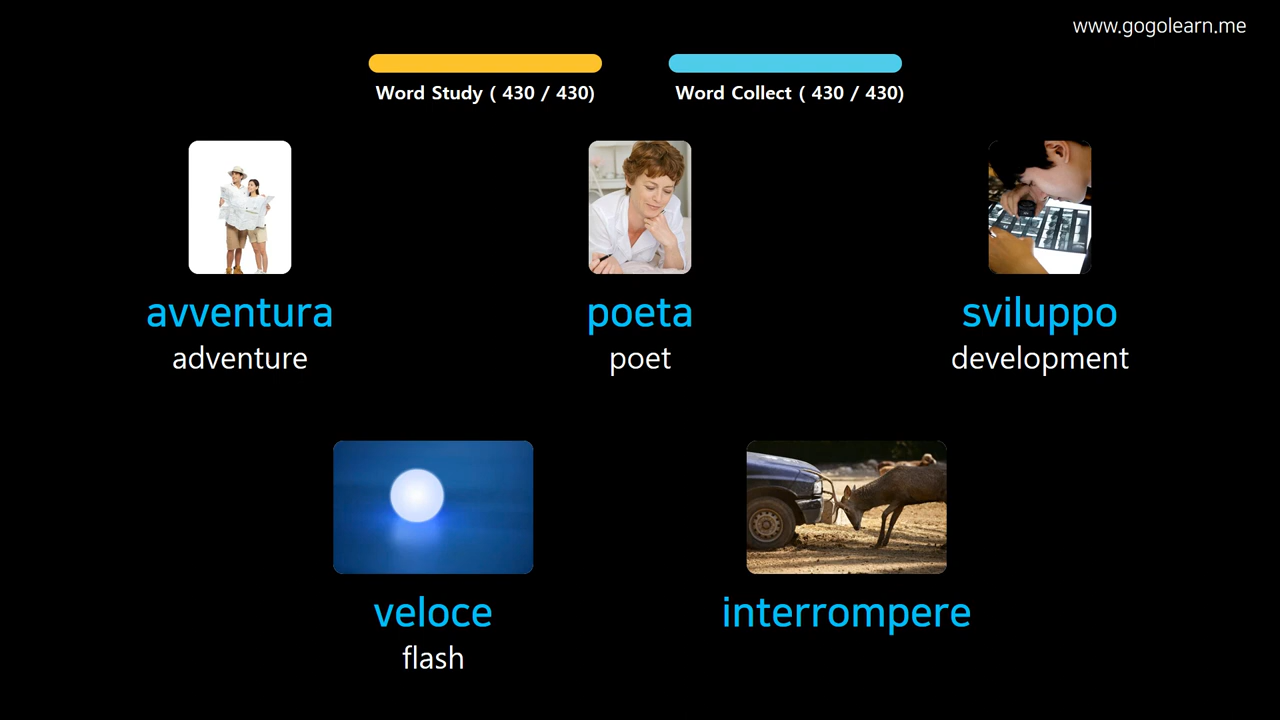 www.gogolearn.me
Word Study ( 430 / 430)
Word Collect ( 430 / 430)
avventura
adventure
poeta
poet
sviluppo
development
veloce
flash
interrompere